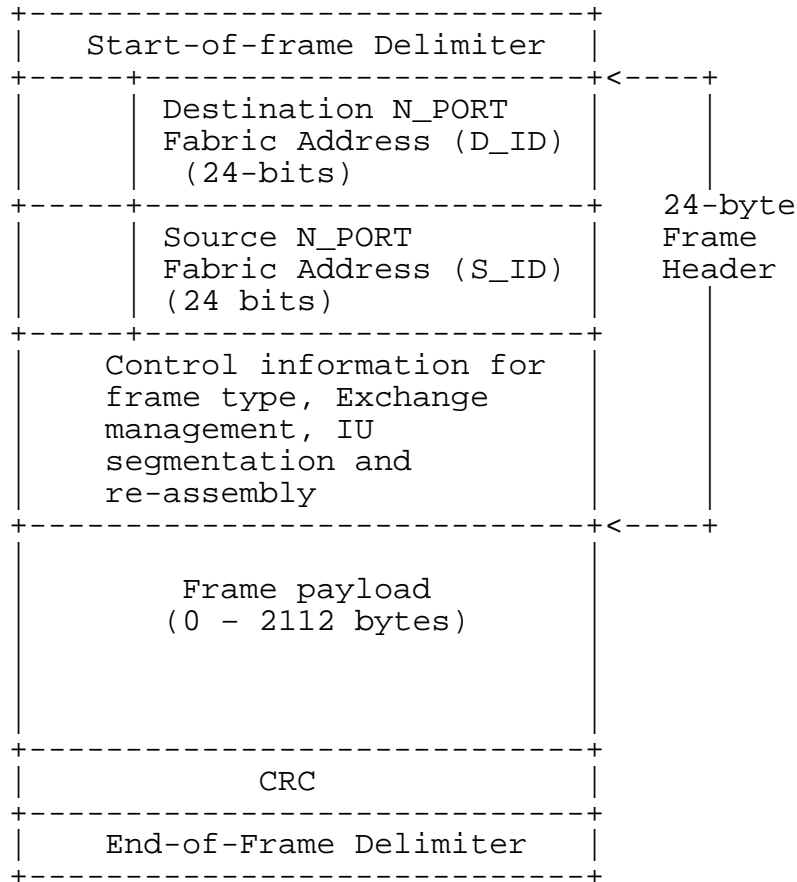 Start-of-frame Delimiter
Destination N_PORT
Fabric Address (D_ID)
(24-bits)
24-byte
Source N_PORT Frame
Fabric Address (S_ID) Header
(24 bits)
Control information for
frame type, Exchange
management, IU
segmentation and
re-assembly
Frame payload
(0 - 2112 bytes)
CRC
End-of-Frame Delimiter